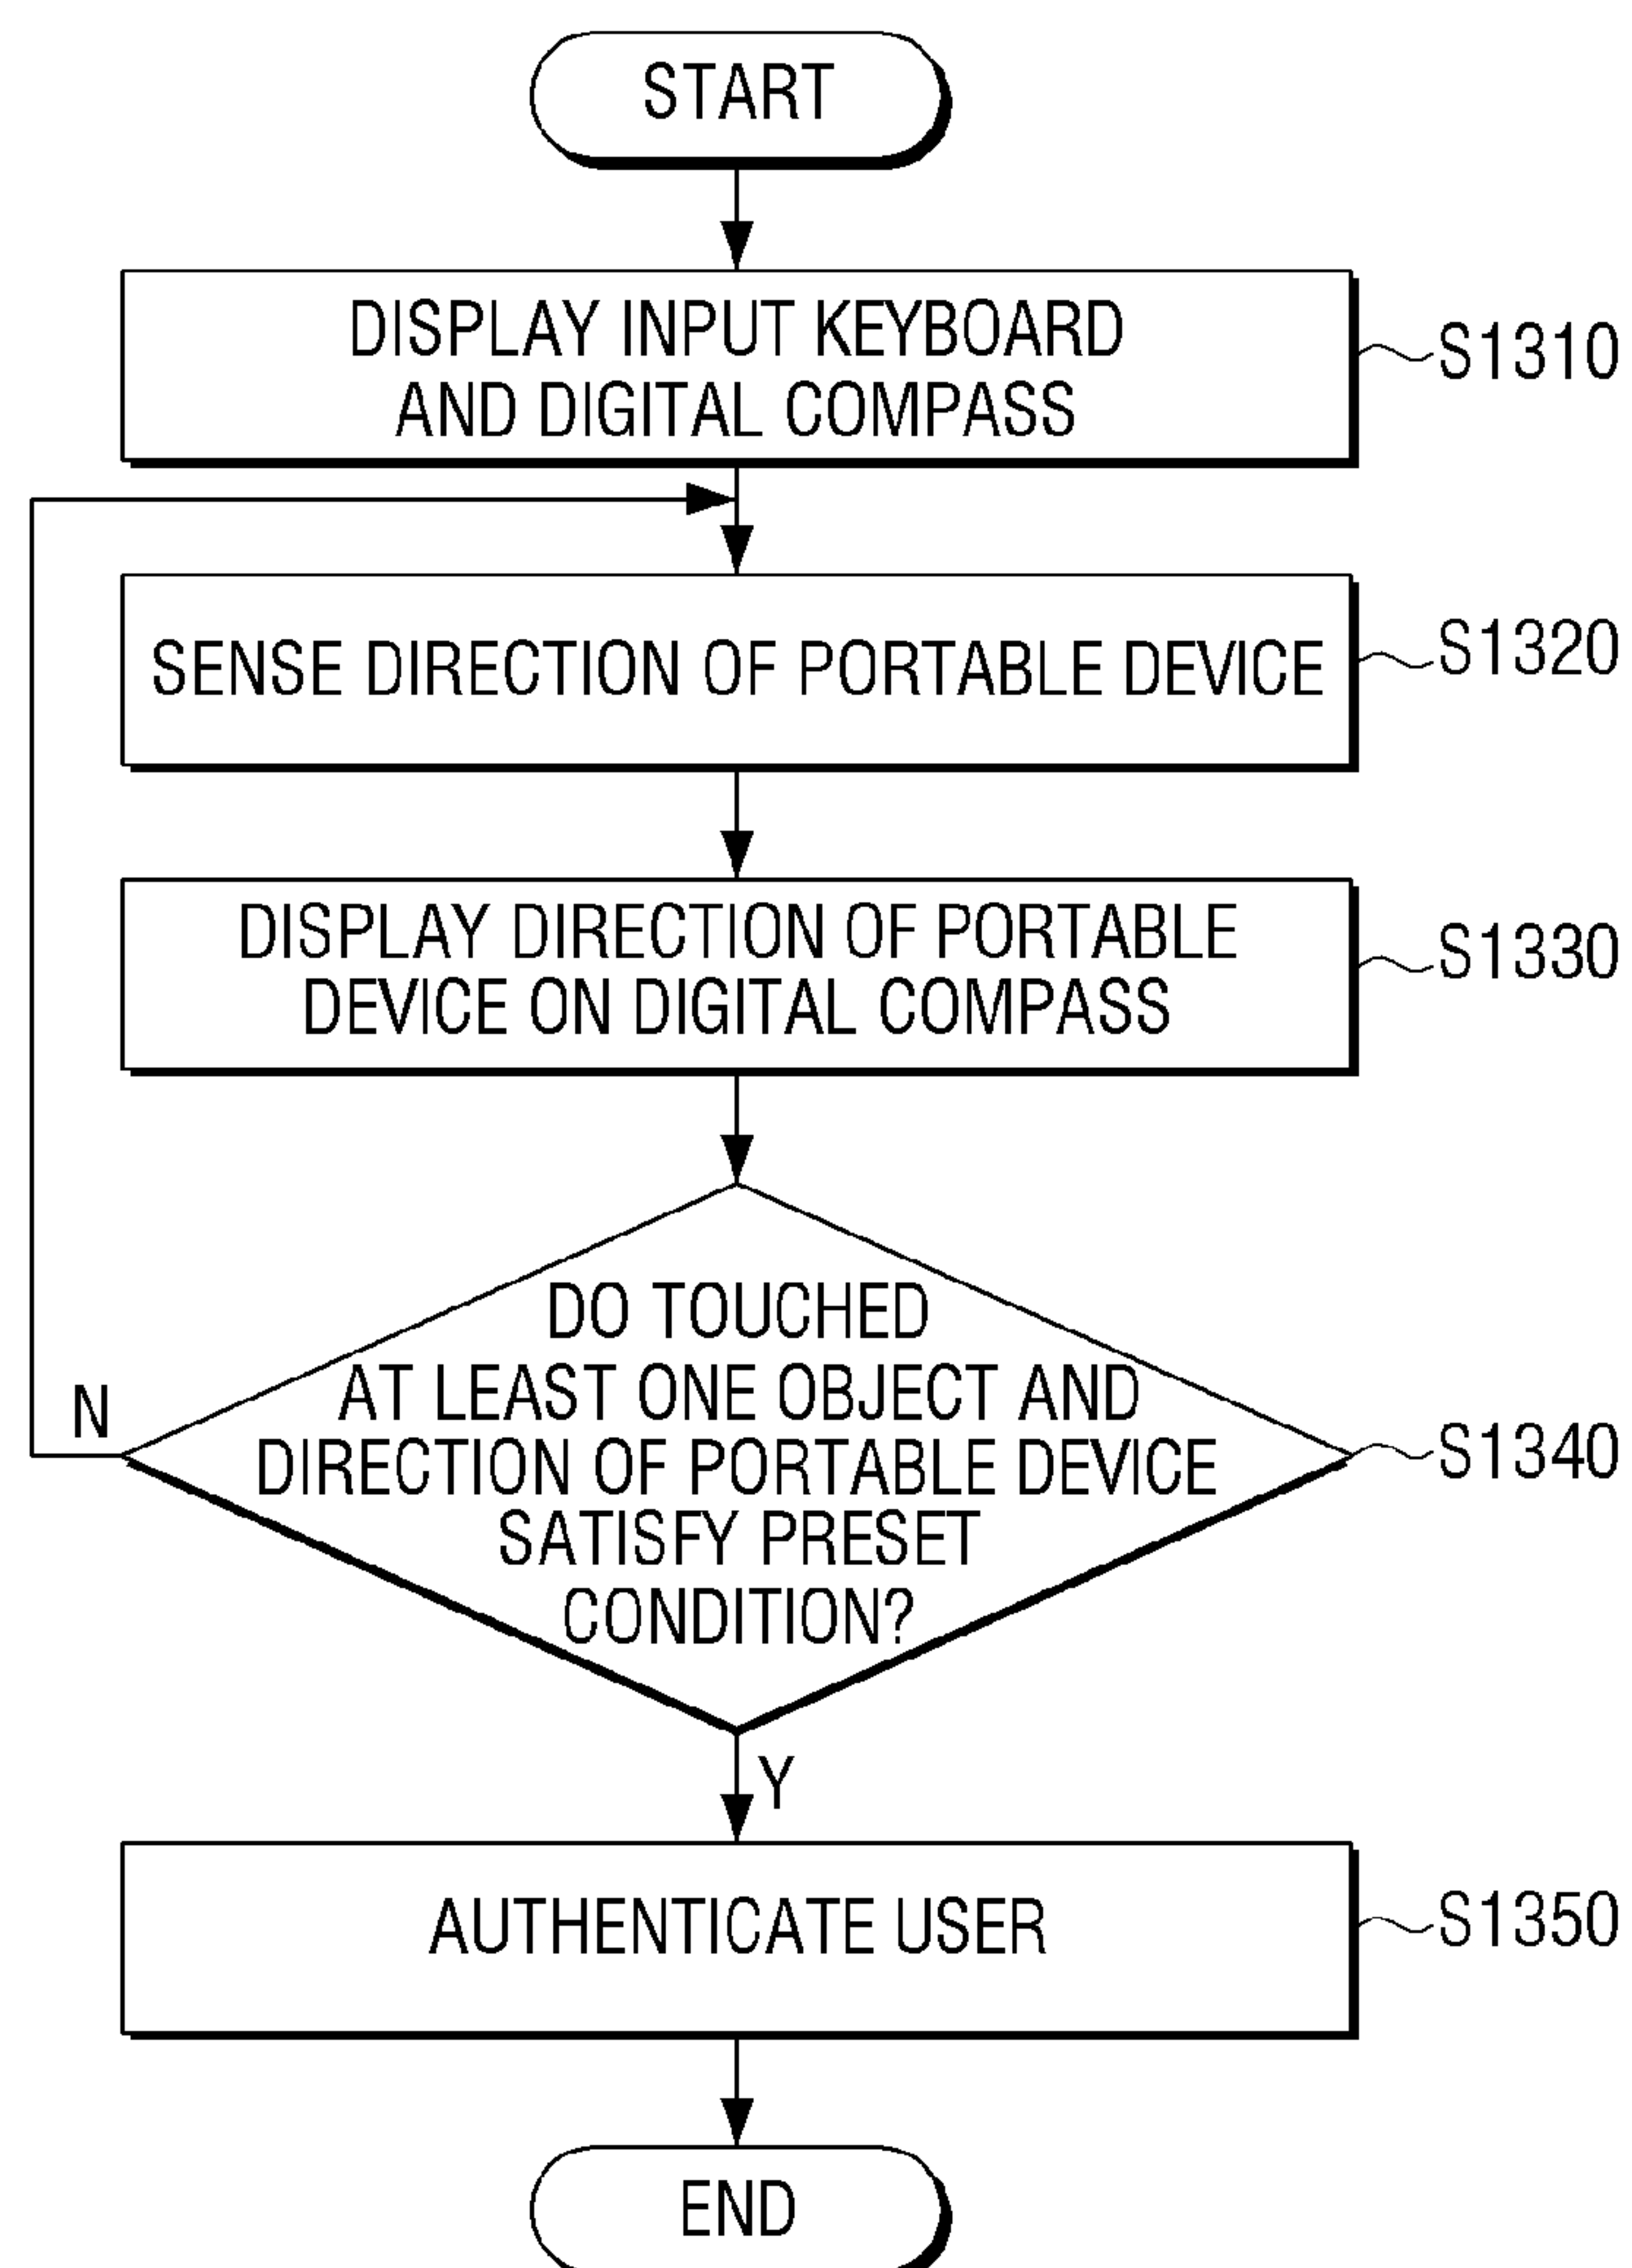 START
DISPLAY INPUT KEYBOARD
AND DIGITAL COMPASS
S1310
SENSE DIRECTION OF PORTABLE DEVICE
S1320
DISPLAY DIRECTION OF PORTABLE
DEVICE ON DIGITAL COMPASS
S1330
DO TOUCHED
AT LEAST ONE OBJECT AND
DIRECTION OF PORTABLE DEVICE
SATISFY PRESET
CONDITION?
S1340
N
Y
AUTHENTICATE USER
S1350
END